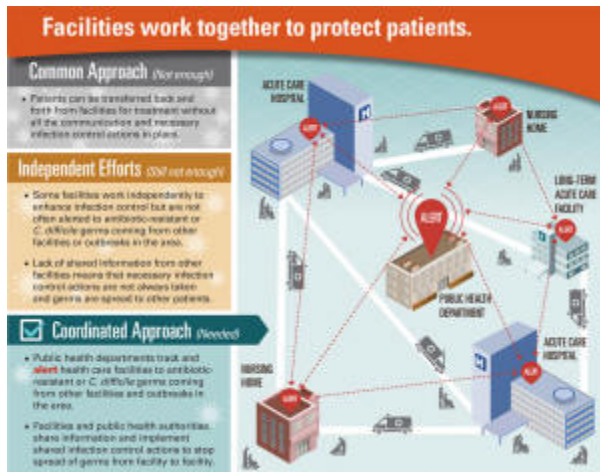 Facilities work together to protect patients.
Common Approach (Not enough)
• Patients can be transferred back and
forth from facilities for treatment without
all the communication and necessary
infection control actions in place.
Independent Efforts (Still not enough)
• Some facilities work independently to
enhance infection control but are not
often alerted to antibiotic-resistant or
C. difficile germs coming from other
facilities or outbreaks in the area.
• Lack of shared information from other
facilities means that necessary infection
control actions are not always taken
and germs are spread to other patients.
Coordinated Approach (Needed)
• Public health departments track and
alert health care facilities to antibiotic-
resistant or C. difficile germs coming
from other facilities and outbreaks in
the area.
• Facilities and public health authorities
share information and implement
shared infection control actions to stop
spread of germs from facility to facility.
ACUTE CARE
HOSPITAL
H
ALERT
ALERT
NURSING
HOME
LONG-TERM
ACUTE CARE
FACILITY
ALERT
ALERT
PUBLIC HEALTH
DEPARTMENT
NURSING
HOME
ALERT
ACUTE CARE
HOSPITAL
H
ALERT